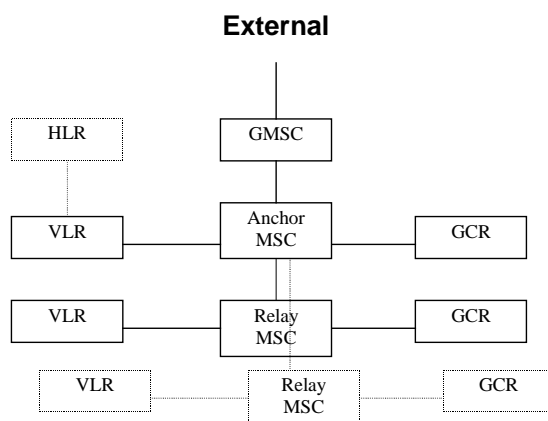 External
HLR
GMSC
VLR
Anchor
MSC
GCR
VLR
Relay
MSC
GCR
VLR
Relay
MSC
GCR